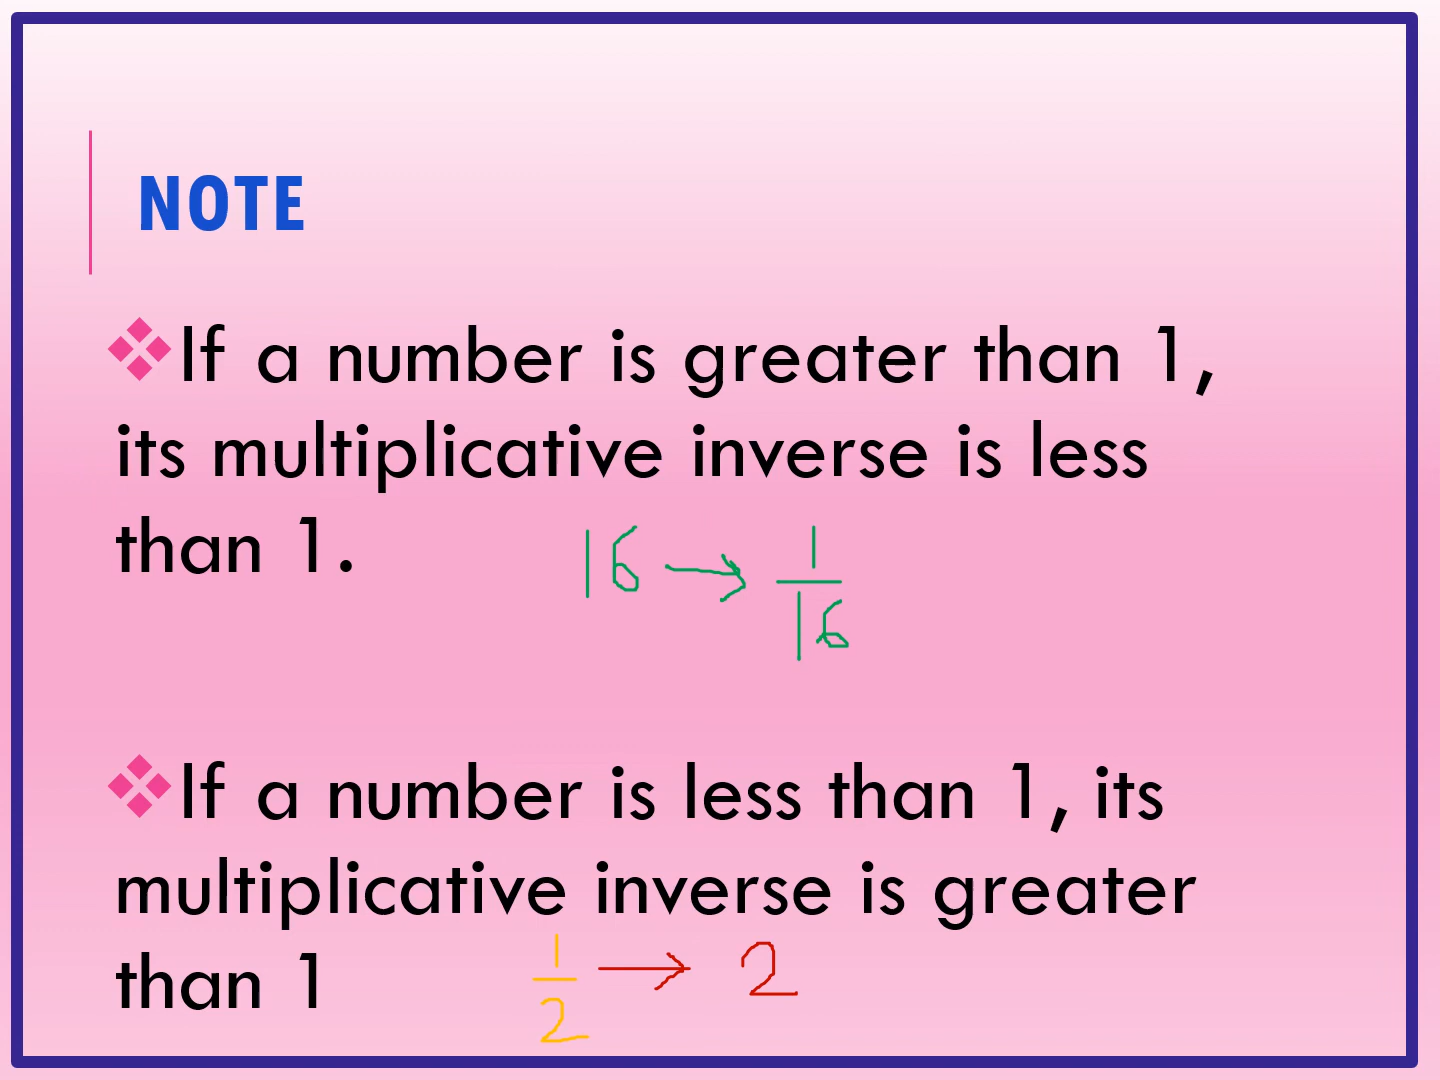 NOTE
❖If a number is greater than 1,
its multiplicative inverse is less
than 1.
16 → 1/16
❖If a number is less than 1, its
multiplicative inverse is greater
than 1
1/2 → 2